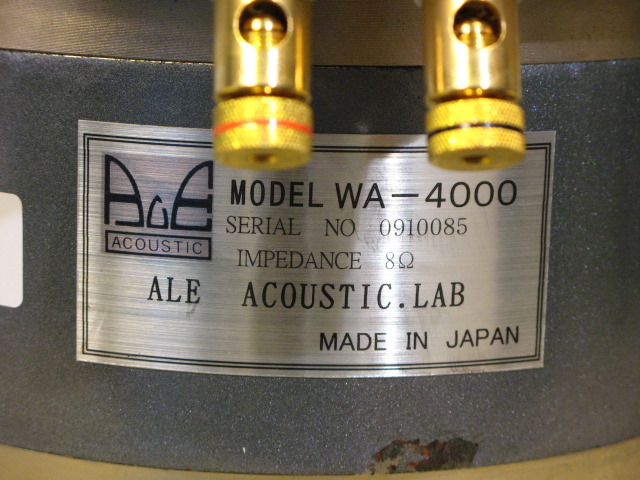 ALE
ACOUSTIC
MODEL WA-4000
SERIAL NO 0910085
IMPEDANCE 8Ω
ALE ACOUSTIC.LAB
MADE IN JAPAN